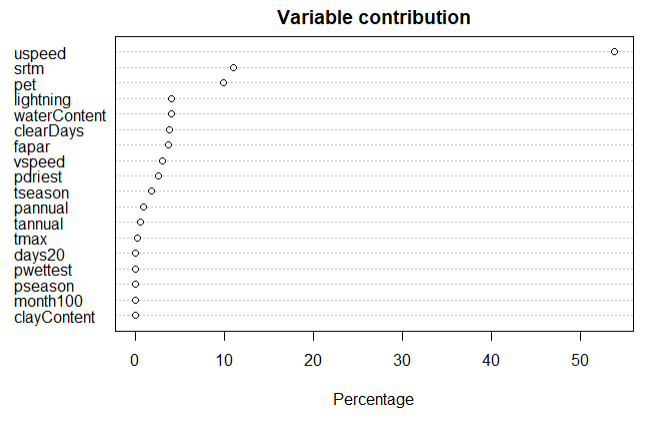 Variable contribution
uspeed
srtm
pet
lightning
waterContent
clearDays
fapar
vspeed
pdriest
tseason
pannual
tannual
tmax
days20
pwettest
pseason
month100
clayContent
0 10 20 30 40 50
Percentage